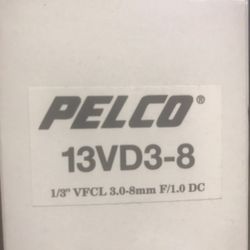 PELCO®
13VD3-8
1/3" VFCL 3.0-8mm F/1.0 DC